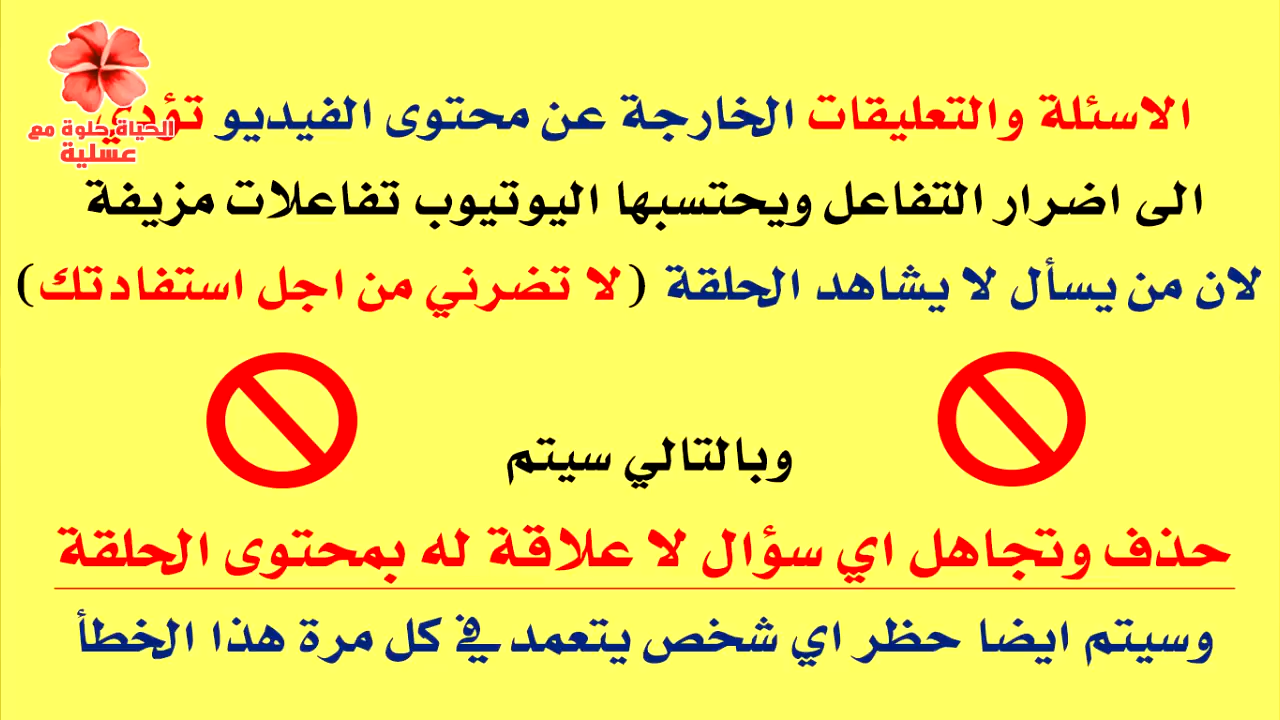 الحياة حلوة مع
عسلية
الاسئلة والتعليقات الخارجة عن محتوى الفيديو تؤدي
الى اضرار التفاعل ويحتسبها اليوتيوب تفاعلات مزيفة
لان من يسأل لا يشاهد الحلقة (لا تضرني من اجل استفادتك)
وبالتالي سيتم
حذف وتجاهل اي سؤال لا علاقة له بمحتوى الحلقة
وسيتم ايضا حظر اي شخص يتعمد في كل مرة هذا الخطأ